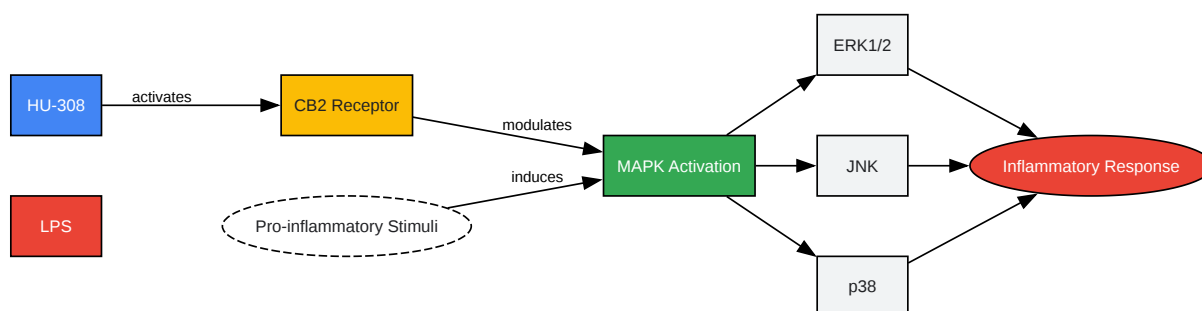 HU-308
activates
CB2 Receptor
modulates
LPS
Pro-inflammatory Stimuli
induces
MAPK Activation
ERK1/2
JNK
p38
Inflammatory Response